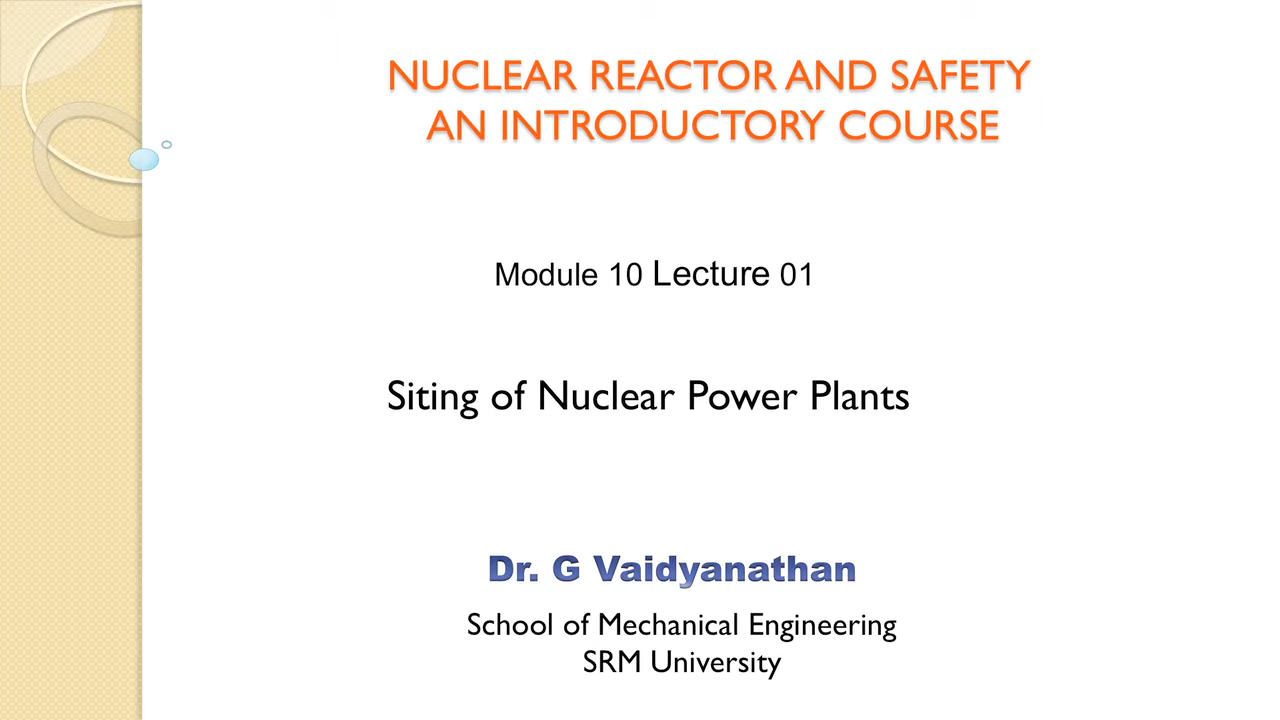 NUCLEAR REACTOR AND SAFETY
AN INTRODUCTORY COURSE
Module 10 Lecture 01
Siting of Nuclear Power Plants
Dr. G Vaidyanathan
School of Mechanical Engineering
SRM University